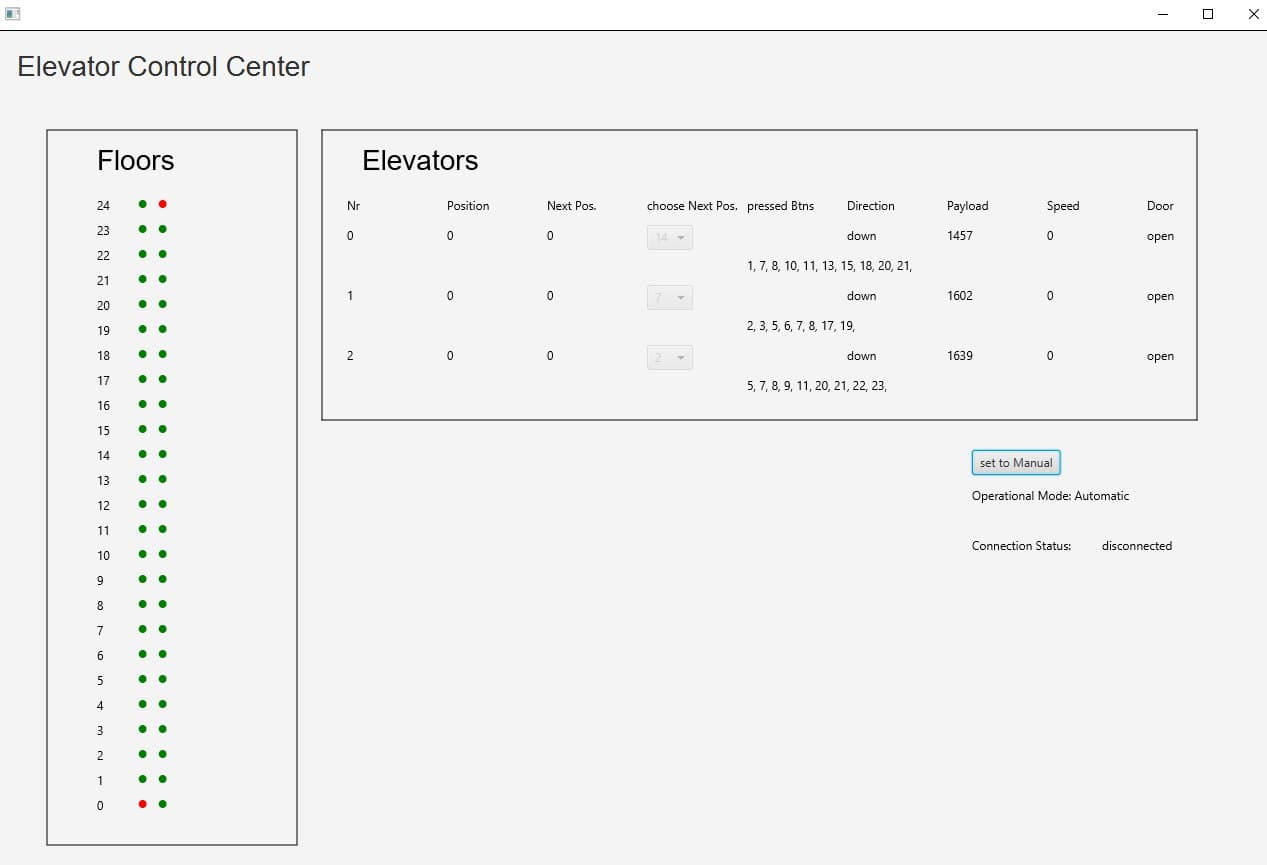 Elevator Control Center
Floors
24
23
22
21
20
19
18
17
16
15
14
13
12
11
10
9
8
7
6
5
4
3
2
1
0
Elevators
Nr Position Next Pos. choose Next Pos. pressed Btns Direction Payload Speed Door
0 0 0 14 down 1457 0 open
1, 7, 8, 10, 11, 13, 15, 18, 20, 21,
1 0 0 7 down 1602 0 open
2, 3, 5, 6, 7, 8, 17, 19,
2 0 0 2 down 1639 0 open
5, 7, 8, 9, 11, 20, 21, 22, 23,
set to Manual
Operational Mode: Automatic
Connection Status: disconnected